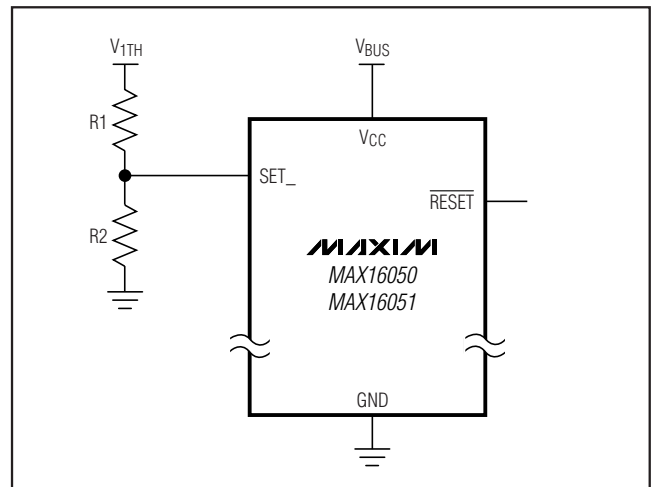 V1TH
VBUS
R1
VCC
SET_
RESET
R2
MAXIM
MAX16050
MAX16051
GND